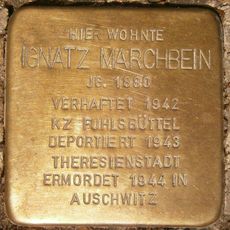 HIER WOHNTE
IGNATZ MARCHBEIN
JG. 1880
VERHAFTET 1942
KZ FUHLSBÜTTEL
DEPORTIERT 1943
THERESIENSTADT
ERMORDET 1944 IN
AUSCHWITZ